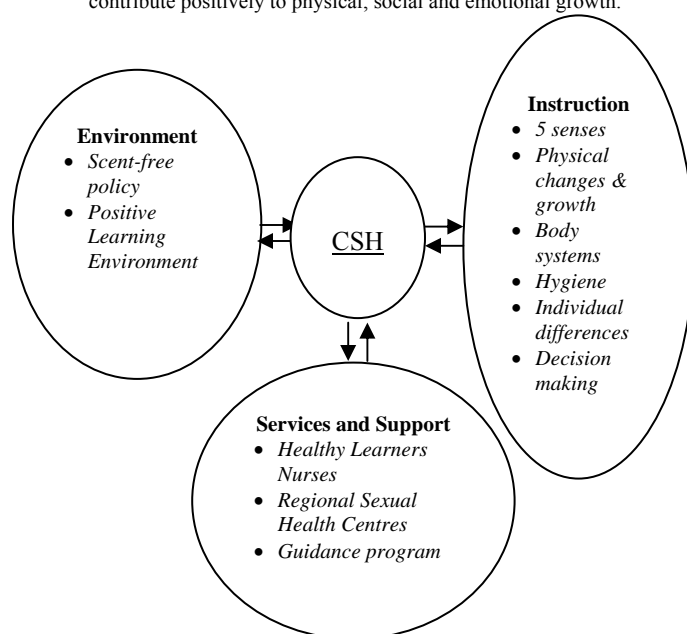 contribute positively to physical, social and emotional growth.
Environment
• Scent-free
policy
• Positive
Learning
Environment
CSH
Instruction
• 5 senses
• Physical
changes &
growth
• Body
systems
• Hygiene
• Individual
differences
• Decision
making
Services and Support
• Healthy Learners
Nurses
• Regional Sexual
Health Centres
• Guidance program